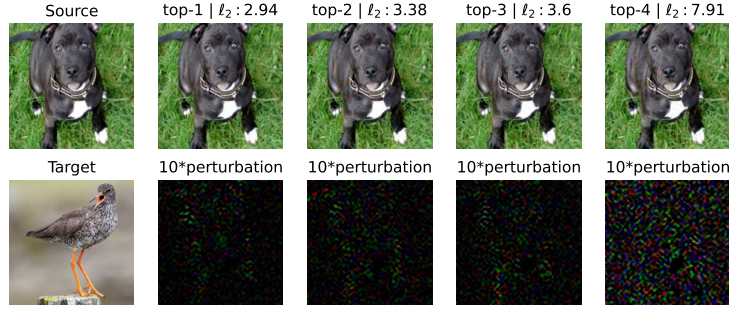 Source
top-1 | ℓ₂ : 2.94
top-2 | ℓ₂ : 3.38
top-3 | ℓ₂ : 3.6
top-4 | ℓ₂ : 7.91
Target
10*perturbation
10*perturbation
10*perturbation
10*perturbation